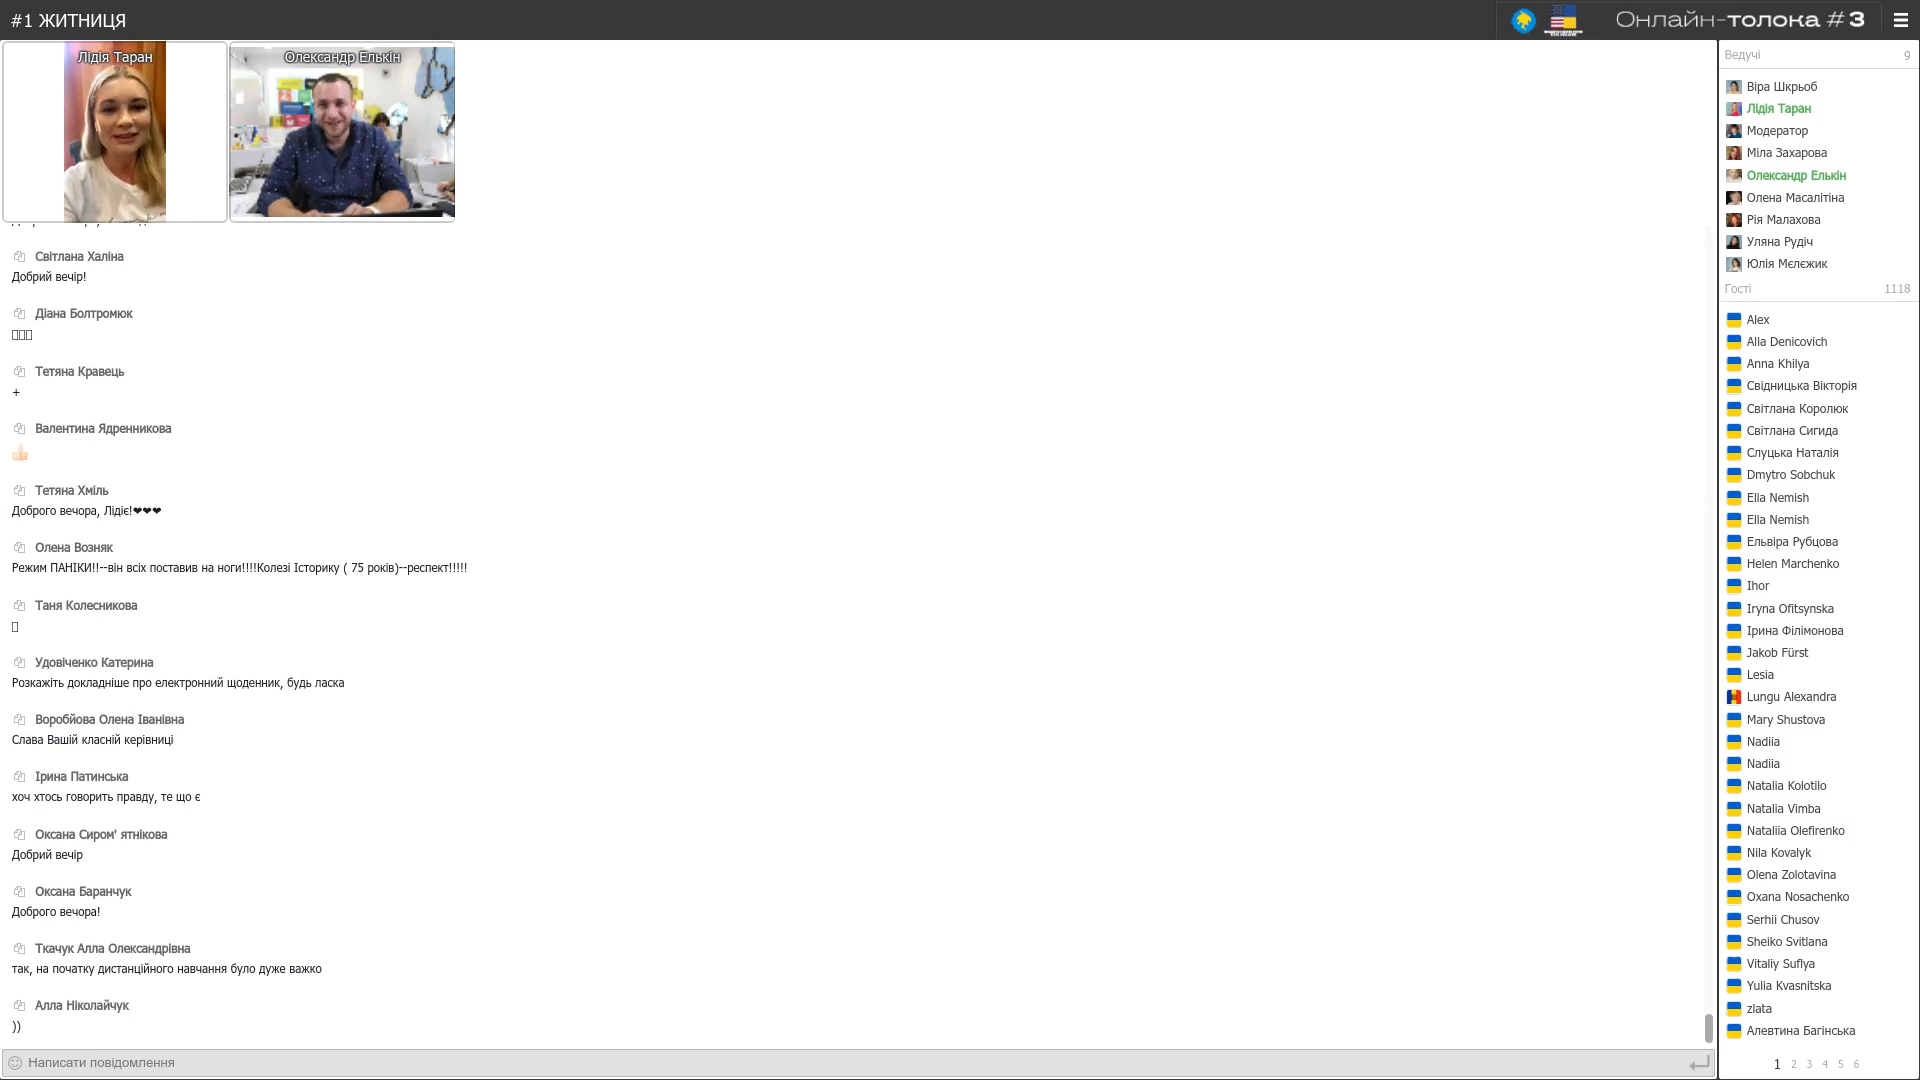 #1 ЖИТНИЦЯ
Онлайн-толока #3
Лідія Таран
Олександр Елькін
Світлана Халіна
Добрий вечір!
Діана Болтромюк
Тетяна Кравець
+
Валентина Ядренникова
👍🏻
Тетяна Хміль
Доброго вечора, Лідіє!❤❤❤
Олена Возняк
Режим ПАНІКИ!!--він всіх поставив на ноги!!!!Колезі Історику ( 75 років)--респект!!!!!
Таня Колесникова
Удовіченко Катерина
Розкажіть докладніше про електронний щоденник, будь ласка
Воробйова Олена Іванівна
Слава Вашій класній керівниці
Ірина Патинська
хоч хтось говорить правду, те що є
Оксана Сиром' ятнікова
Добрий вечір
Оксана Баранчук
Доброго вечора!
Ткачук Алла Олександрівна
так, на початку дистанційного навчання було дуже важко
Алла Ніколайчук
))
Написати повідомлення
Ведучі 9
Віра Шкрьоб
Лідія Таран
Модератор
Міла Захарова
Олександр Елькін
Олена Масалітіна
Рія Малахова
Уляна Рудіч
Юлія Мєлєжик
Гості 1118
Alex
Alla Denicovich
Anna Khilya
Cвідницька Вікторія
Cвітлана Королюк
Cвітлана Сигида
Cлуцька Наталія
Dmytro Sobchuk
Ella Nemish
Ella Nemish
Eльвіра Рубцова
Helen Marchenko
Ihor
Iryna Ofitsynska
Iрина Філімонова
Jakob Fürst
Lesia
Lungu Alexandra
Mary Shustova
Nadiia
Nadiia
Natalia Kolotilo
Natalia Vimba
Nataliia Olefirenko
Nila Kovalyk
Olena Zolotavina
Oxana Nosachenko
Serhii Chusov
Sheiko Svitlana
Vitaliy Suflya
Yulia Kvasnitska
zlata
Алевтина Багінська
1 2 3 4 5 6